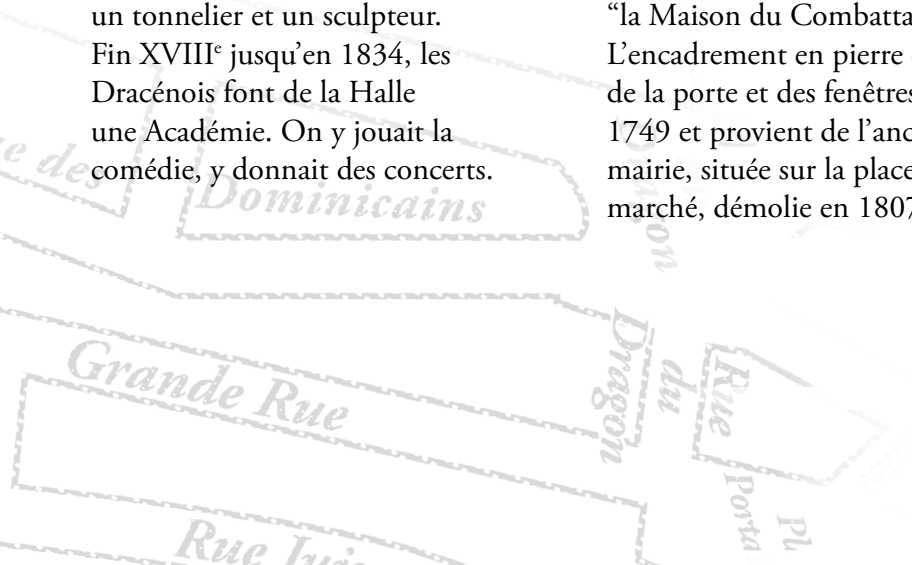 un tonnelier et un sculpteur.
Fin XVIIIe jusqu'en 1834, les
Dracénois font de la Halle
une Académie. On y jouait la
comédie, y donnait des concerts.
“la Maison du Combatta
L'encadrement en pierre
de la porte et des fenêtres
1749 et provient de l'anc
mairie, située sur la place
marché, démolie en 1807
des
Dominicains
Dragon
Grande Rue
Rue
du
Dragon
Rue
Porta
Pl